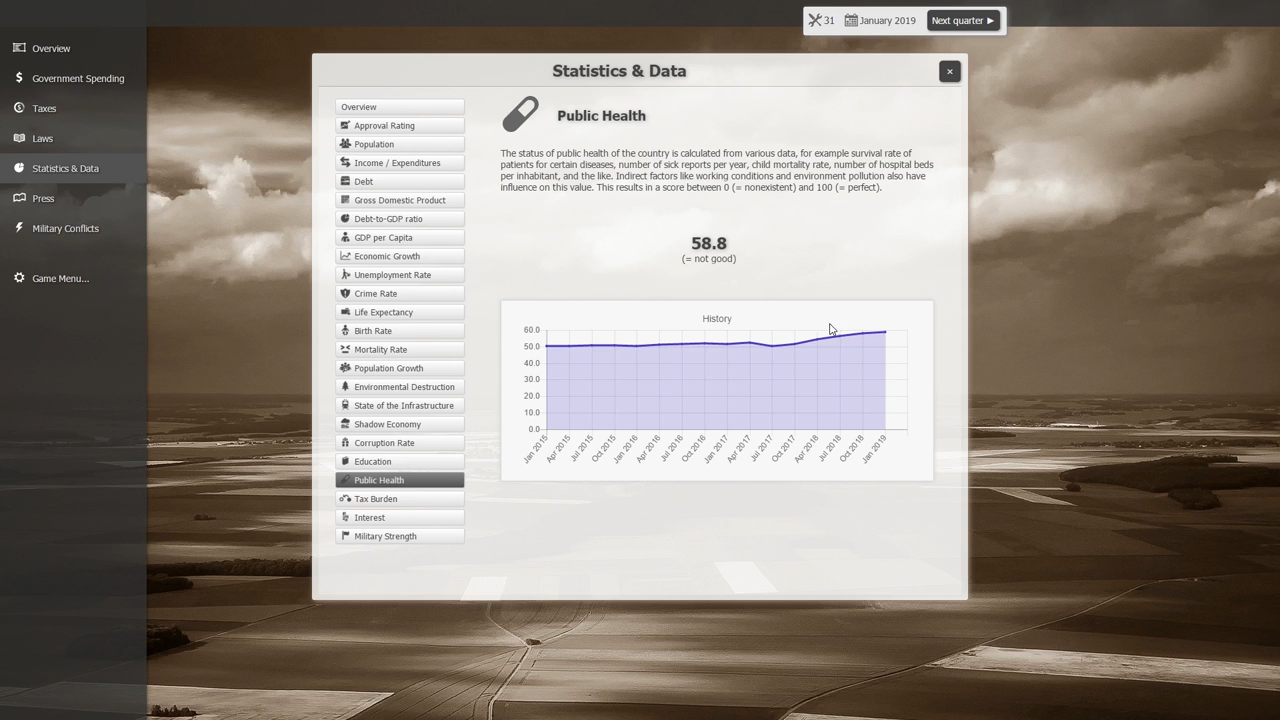 31
January 2019
Next quarter ►
Overview
Government Spending
Taxes
Laws
Statistics & Data
Press
Military Conflicts
Game Menu...
Statistics & Data
×
Overview
Approval Rating
Population
Income / Expenditures
Debt
Gross Domestic Product
Debt-to-GDP ratio
GDP per Capita
Economic Growth
Unemployment Rate
Crime Rate
Life Expectancy
Birth Rate
Mortality Rate
Population Growth
Environmental Destruction
State of the Infrastructure
Shadow Economy
Corruption Rate
Education
Public Health
Tax Burden
Interest
Military Strength
Public Health
The status of public health of the country is calculated from various data, for example survival rate of
patients for certain diseases, number of sick reports per year, child mortality rate, number of hospital beds
per inhabitant, and the like. Indirect factors like working conditions and environment pollution also have
influence on this value. This results in a score between 0 (= nonexistent) and 100 (= perfect).
58.8
(= not good)
History
60.0
50.0
40.0
30.0
20.0
10.0
0.0
Jan 2015
Apr 2015
Jul 2015
Oct 2015
Jan 2016
Apr 2016
Jul 2016
Oct 2016
Jan 2017
Apr 2017
Jul 2017
Oct 2017
Apr 2018
Jul 2018
Oct 2018
Jan 2019